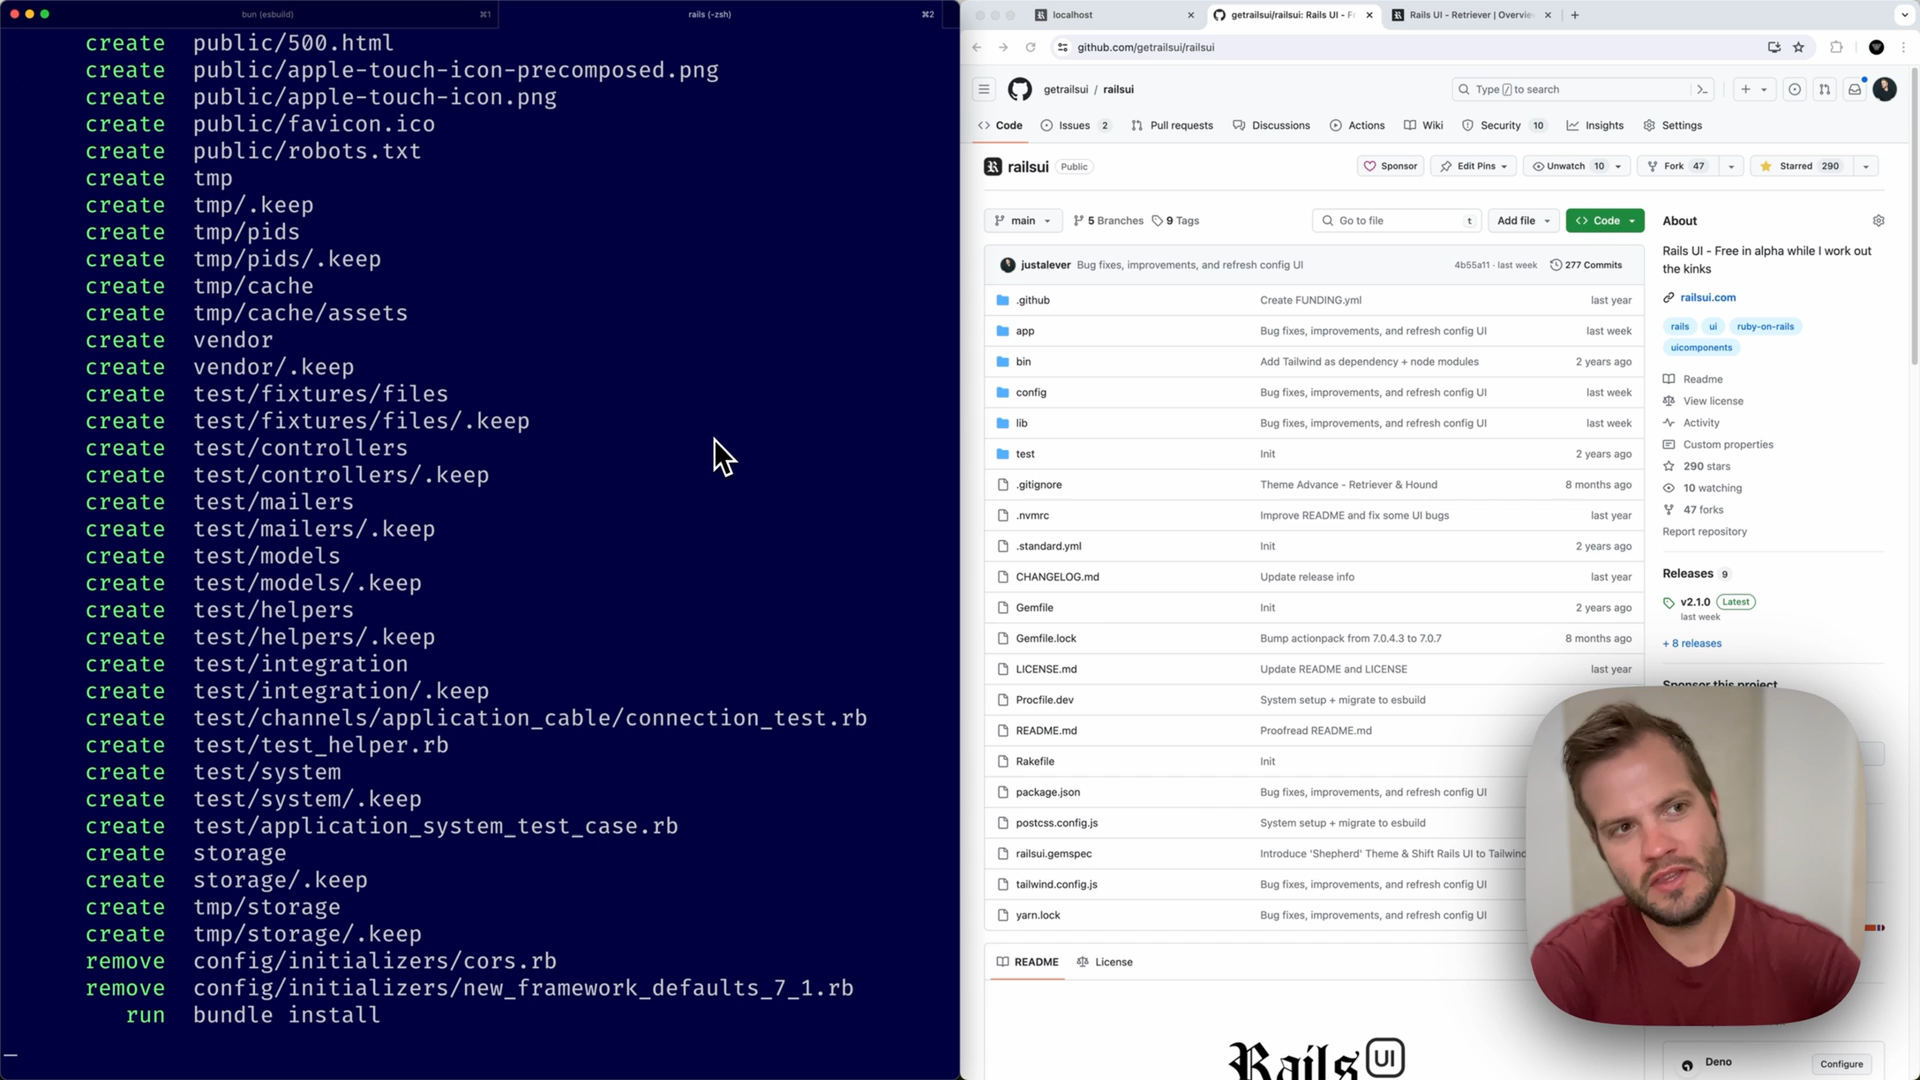 bun (esbuild)
⌘1
rails (-zsh)
⌘2
create public/500.html
create public/apple-touch-icon-precomposed.png
create public/apple-touch-icon.png
create public/favicon.ico
create public/robots.txt
create tmp
create tmp/.keep
create tmp/pids
create tmp/pids/.keep
create tmp/cache
create tmp/cache/assets
create vendor
create vendor/.keep
create test/fixtures/files
create test/fixtures/files/.keep
create test/controllers
create test/controllers/.keep
create test/mailers
create test/mailers/.keep
create test/models
create test/models/.keep
create test/helpers
create test/helpers/.keep
create test/integration
create test/integration/.keep
create test/channels/application_cable/connection_test.rb
create test/test_helper.rb
create test/system
create test/system/.keep
create test/application_system_test_case.rb
create storage
create storage/.keep
create tmp/storage
create tmp/storage/.keep
remove config/initializers/cors.rb
remove config/initializers/new_framework_defaults_7_1.rb
run bundle install
localhost
getrailsui/railsui: Rails UI - F
Rails UI - Retriever | Overvie
github.com/getrailsui/railsui
getrailsui / railsui
Type / to search
Code
Issues 2
Pull requests
Discussions
Actions
Wiki
Security 10
Insights
Settings
railsui Public
Sponsor
Edit Pins
Unwatch 10
Fork 47
Starred 290
main
5 Branches
9 Tags
Go to file t
Add file
Code
justalever Bug fixes, improvements, and refresh config UI 4b55a11 · last week 277 Commits
.github Create FUNDING.yml last year
app Bug fixes, improvements, and refresh config UI last week
bin Add Tailwind as dependency + node modules 2 years ago
config Bug fixes, improvements, and refresh config UI last week
lib Bug fixes, improvements, and refresh config UI last week
test Init 2 years ago
.gitignore Theme Advance - Retriever & Hound 8 months ago
.nvmrc Improve README and fix some UI bugs last year
.standard.yml Init 2 years ago
CHANGELOG.md Update release info last year
Gemfile Init 2 years ago
Gemfile.lock Bump actionpack from 7.0.4.3 to 7.0.7 8 months ago
LICENSE.md Update README and LICENSE last year
Procfile.dev System setup + migrate to esbuild
README.md Proofread README.md
Rakefile Init
package.json Bug fixes, improvements, and refresh config UI
postcss.config.js System setup + migrate to esbuild
railsui.gemspec Introduce 'Shepherd' Theme & Shift Rails UI to Tailwind
tailwind.config.js Bug fixes, improvements, and refresh config UI
yarn.lock Bug fixes, improvements, and refresh config UI
README
License
Rails UI
About
Rails UI - Free in alpha while I work out
the kinks
railsui.com
rails ui ruby-on-rails
uicomponents
Readme
View license
Activity
Custom properties
290 stars
10 watching
47 forks
Report repository
Releases 9
v2.1.0 Latest
last week
+ 8 releases
Sponsor this project
Deno
Configure